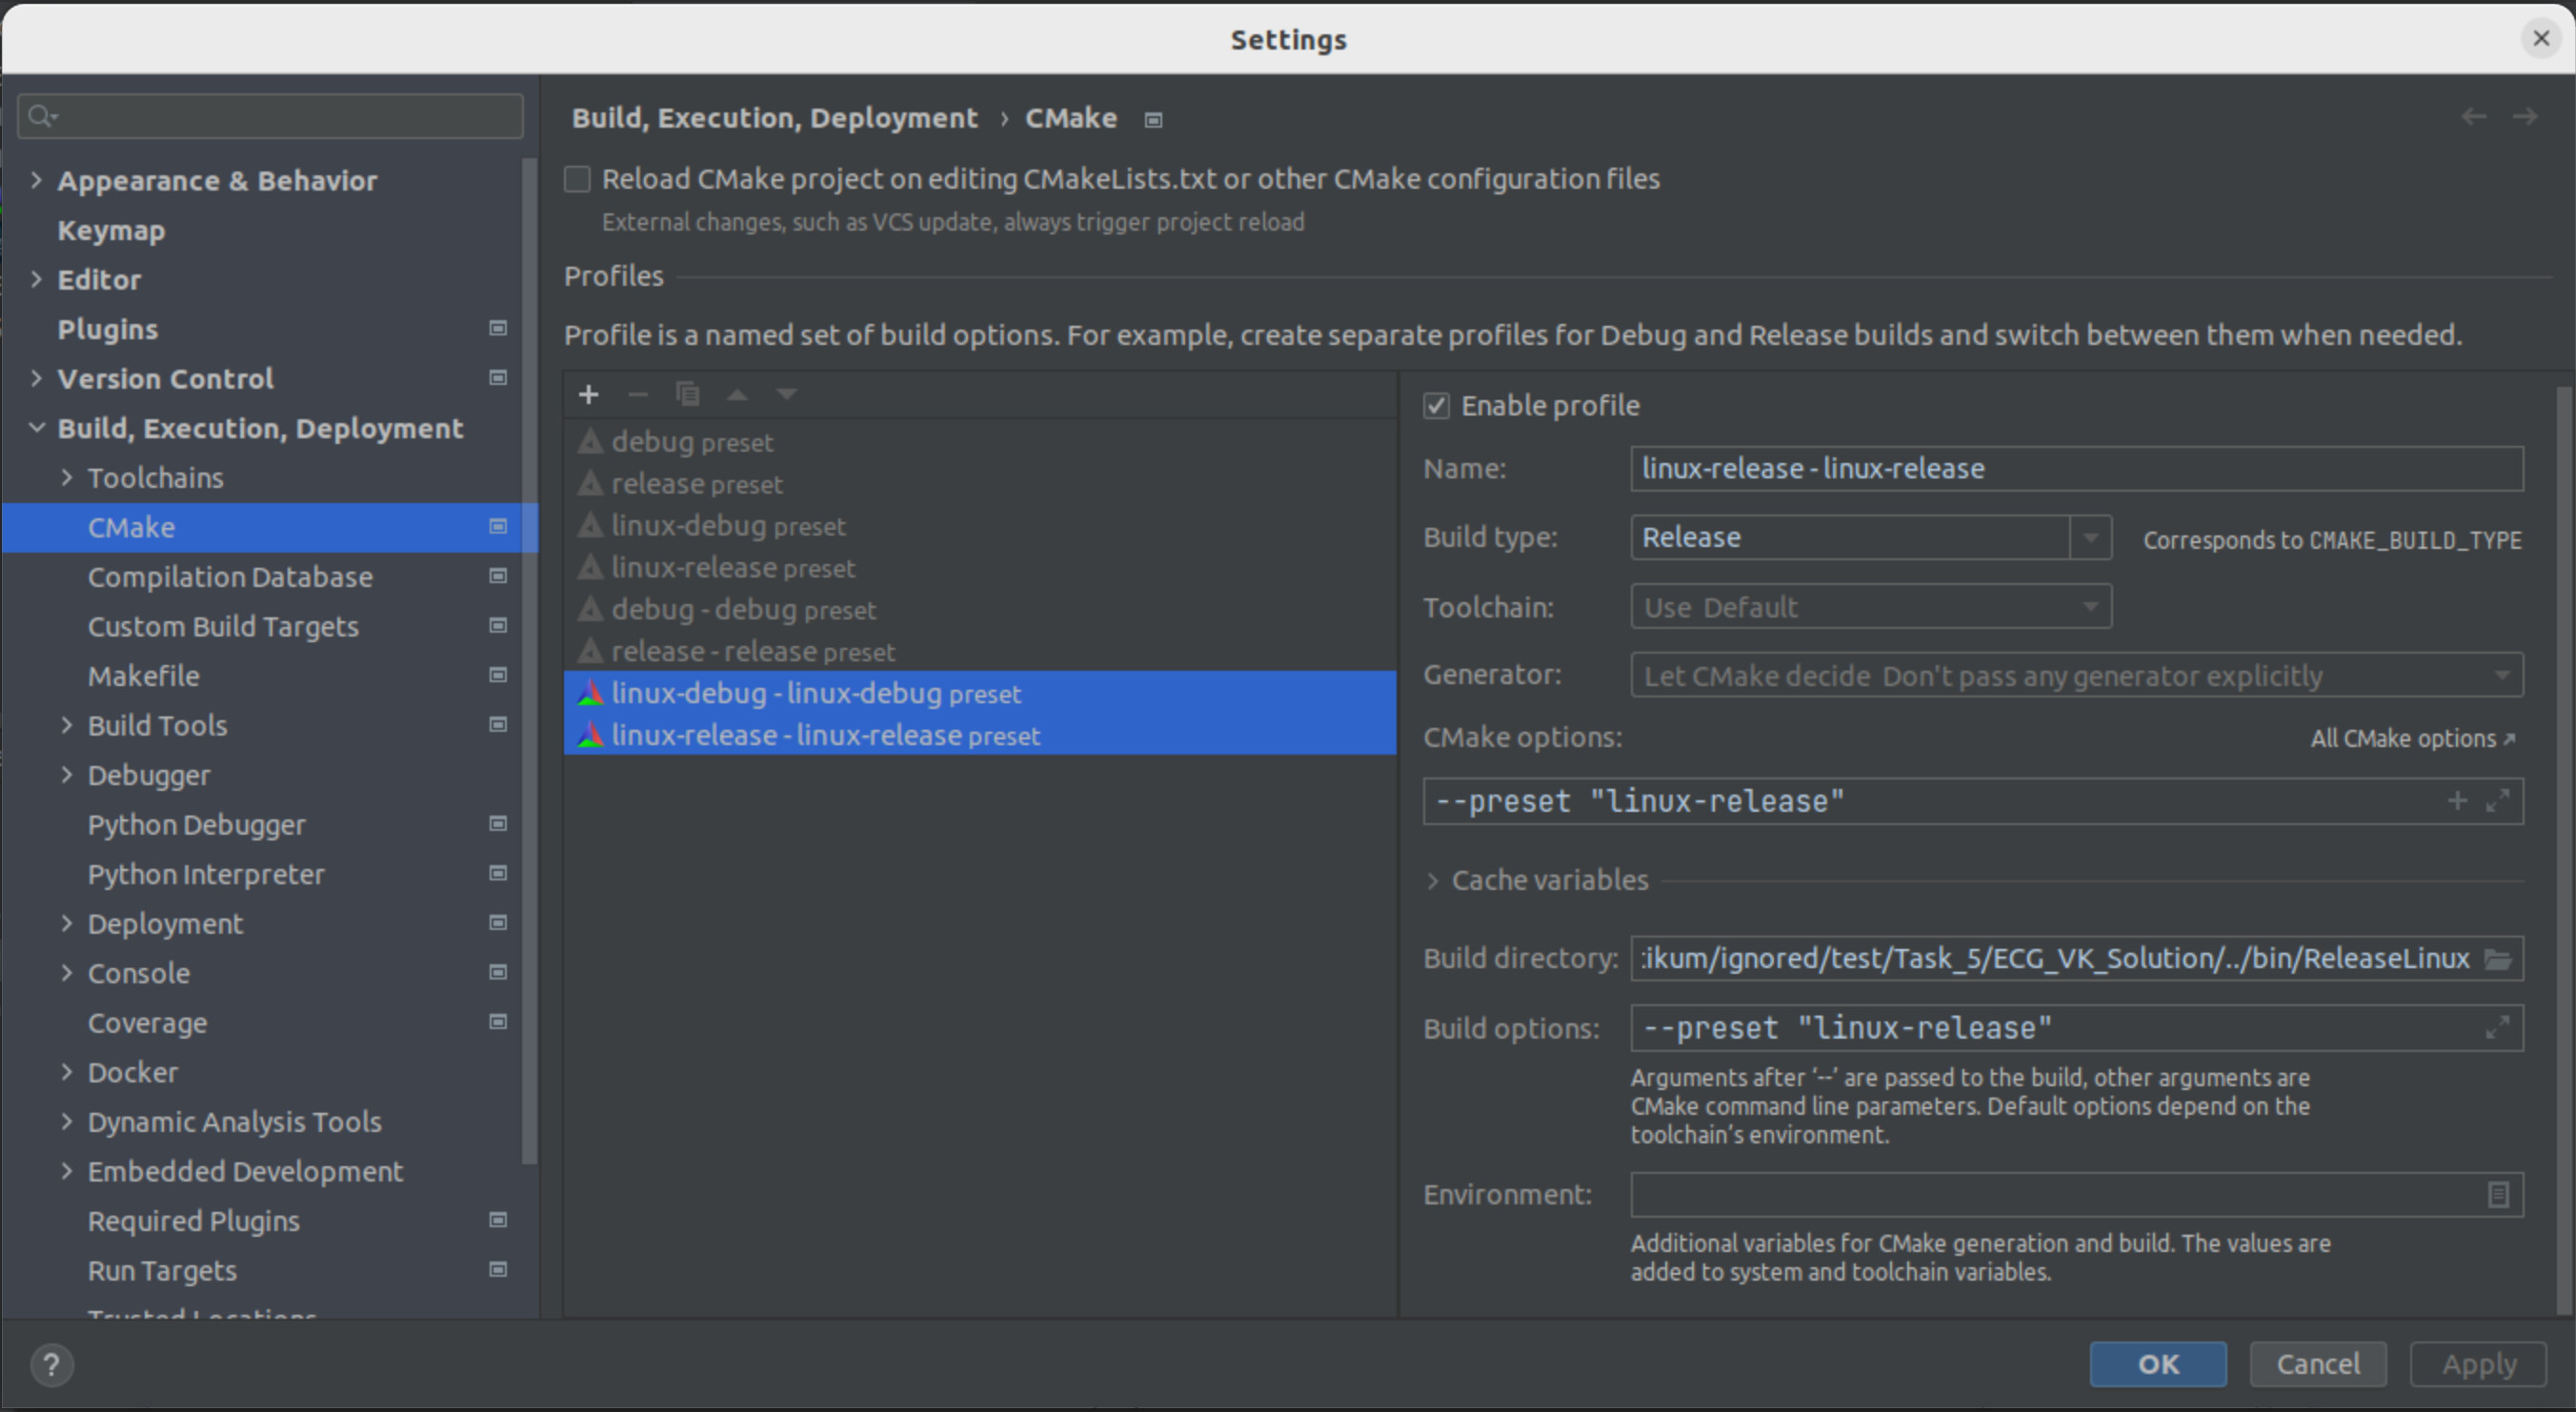 Settings
Appearance & Behavior
Keymap
Editor
Plugins
Version Control
Build, Execution, Deployment
Toolchains
CMake
Compilation Database
Custom Build Targets
Makefile
Build Tools
Debugger
Python Debugger
Python Interpreter
Deployment
Console
Coverage
Docker
Dynamic Analysis Tools
Embedded Development
Required Plugins
Run Targets
Trusted Locations
Build, Execution, Deployment › CMake
Reload CMake project on editing CMakeLists.txt or other CMake configuration files
External changes, such as VCS update, always trigger project reload
Profiles
Profile is a named set of build options. For example, create separate profiles for Debug and Release builds and switch between them when needed.
debug preset
release preset
linux-debug preset
linux-release preset
debug - debug preset
release - release preset
linux-debug - linux-debug preset
linux-release - linux-release preset
Enable profile
Name: linux-release - linux-release
Build type: Release Corresponds to CMAKE_BUILD_TYPE
Toolchain: Use Default
Generator: Let CMake decide Don't pass any generator explicitly
CMake options: All CMake options ↗
--preset "linux-release"
Cache variables
Build directory: ikum/ignored/test/Task_5/ECG_VK_Solution/../bin/ReleaseLinux
Build options: --preset "linux-release"
Arguments after ‘--’ are passed to the build, other arguments are
CMake command line parameters. Default options depend on the
toolchain’s environment.
Environment:
Additional variables for CMake generation and build. The values are
added to system and toolchain variables.
?
OK Cancel Apply